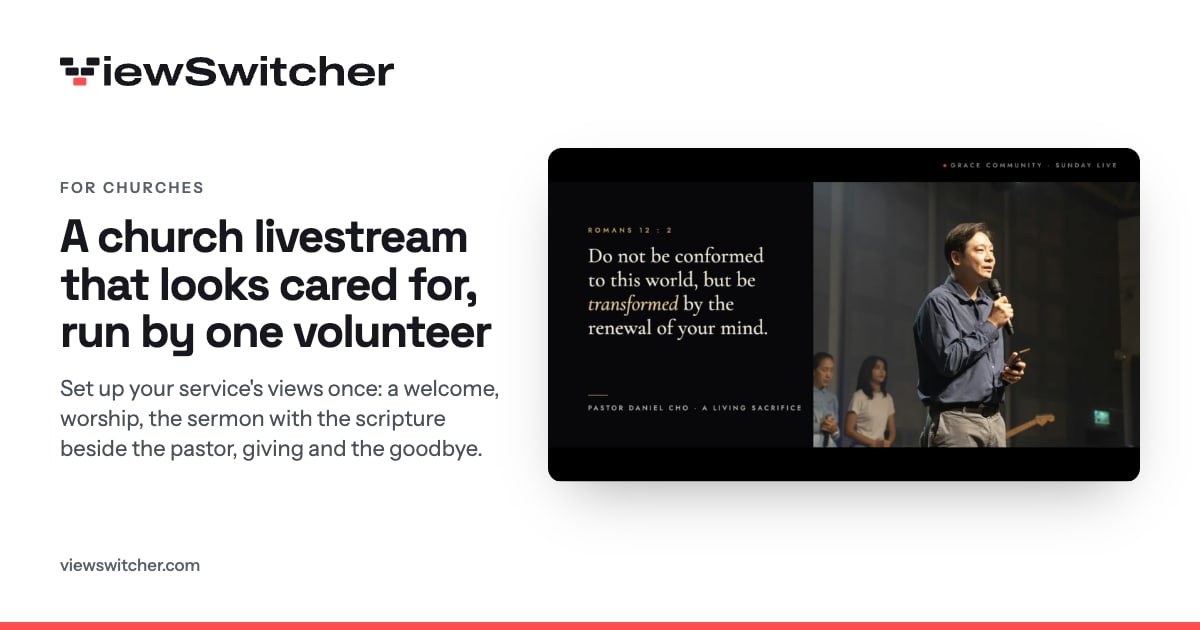 ViewSwitcher
FOR CHURCHES
A church livestream
that looks cared for,
run by one volunteer
Set up your service's views once: a welcome,
worship, the sermon with the scripture
beside the pastor, giving and the goodbye.
viewswitcher.com
GRACE COMMUNITY · SUNDAY LIVE
ROMANS 12 : 2
Do not be conformed
to this world, but be
transformed by the
renewal of your mind.
PASTOR DANIEL CHO · A LIVING SACRIFICE